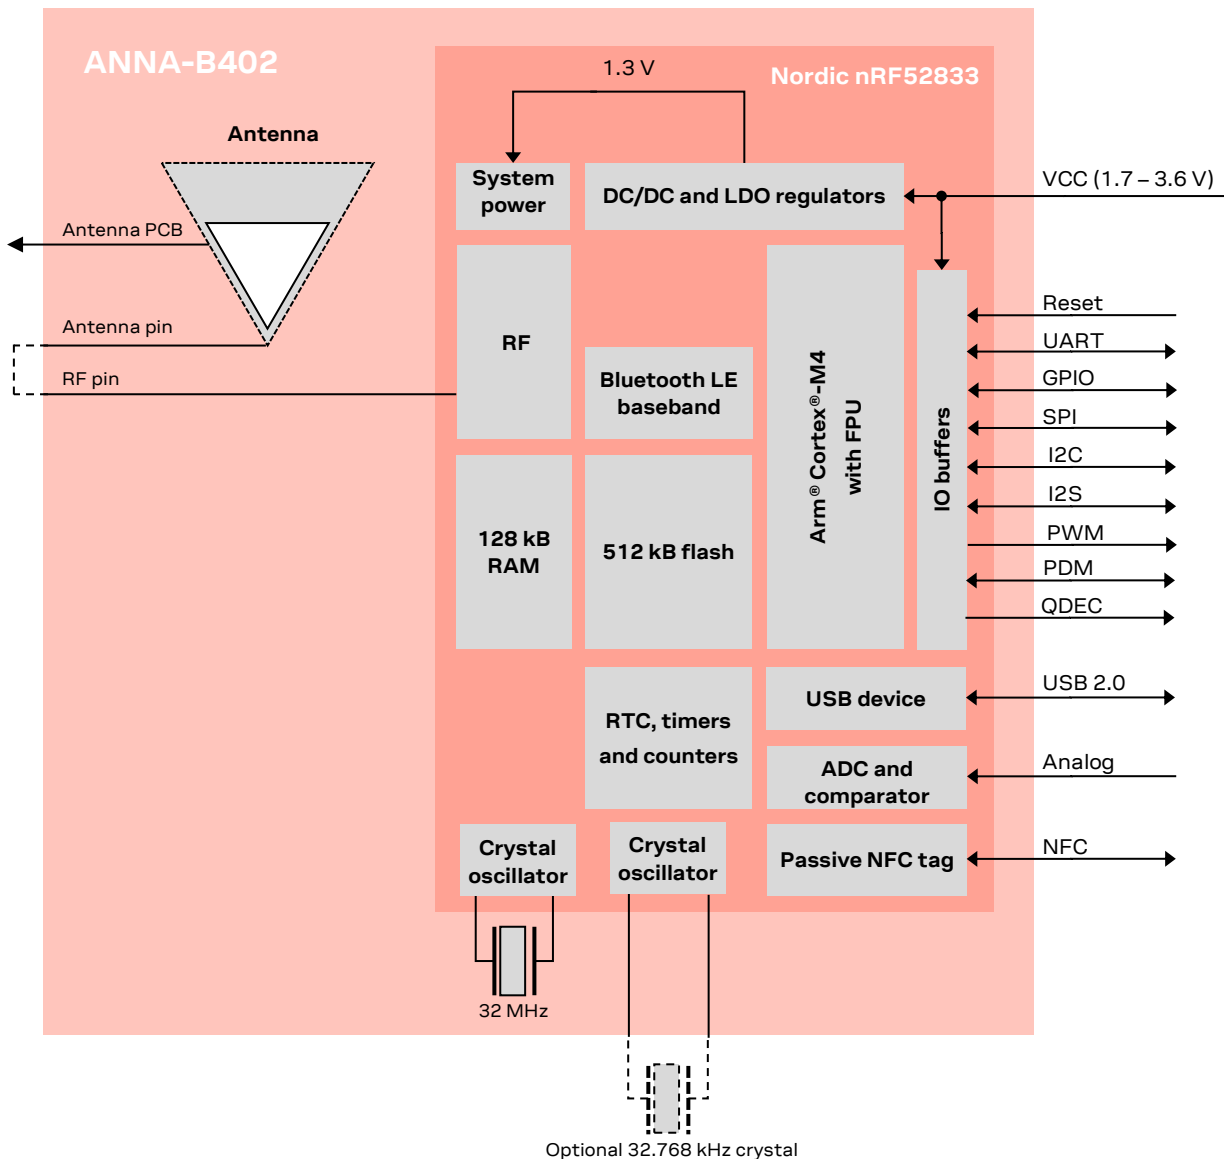 ANNA-B402
Nordic nRF52833
1.3 V
Antenna
System
power
DC/DC and LDO regulators
VCC (1.7 – 3.6 V)
Antenna PCB
Antenna pin
RF pin
RF
Bluetooth LE
baseband
Arm® Cortex®-M4
with FPU
IO buffers
Reset
UART
GPIO
SPI
I2C
I2S
PWM
PDM
QDEC
128 kB
RAM
512 kB flash
RTC, timers
and counters
USB device
USB 2.0
ADC and
comparator
Analog
Crystal
oscillator
Crystal
oscillator
Passive NFC tag
NFC
32 MHz
Optional 32.768 kHz crystal